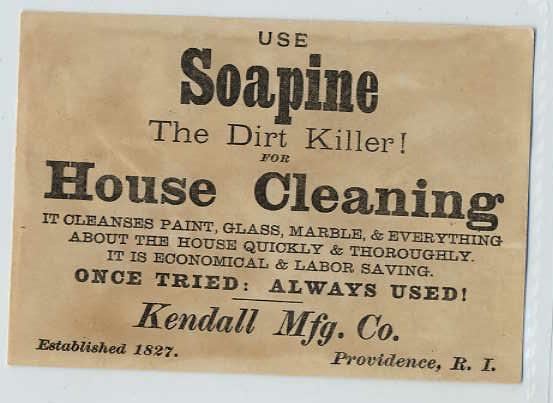 USE
Soapine
The Dirt Killer!
FOR
House Cleaning
IT CLEANSES PAINT, GLASS, MARBLE, & EVERYTHING
ABOUT THE HOUSE QUICKLY & THOROUGHLY.
IT IS ECONOMICAL & LABOR SAVING.
ONCE TRIED: ALWAYS USED!
Kendall Mfg. Co.
Established 1827.
Providence, R. I.